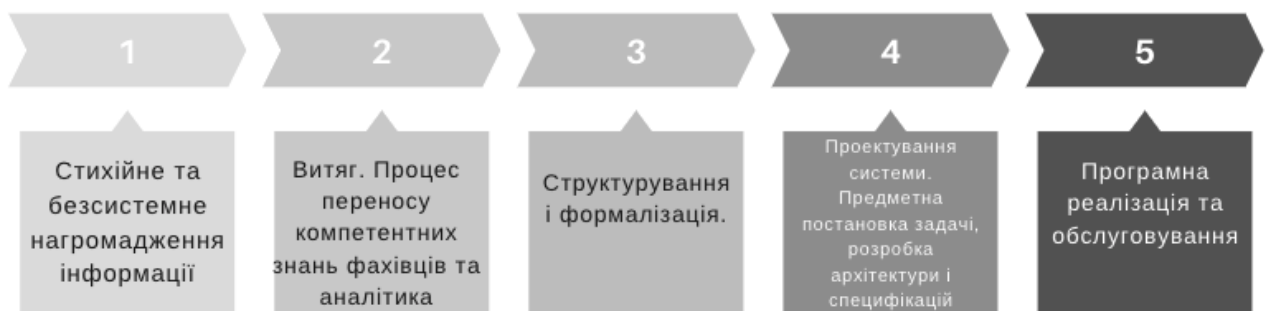 1
2
3
4
5
Стихійне та
безсистемне
нагромадження
інформації
Витяг. Процес
переносу
компетентних
знань фахівців та
аналітика
Структурування
і формалізація.
Проектування
системи.
Предметна
постановка задачі,
розробка
архітектури і
специфікацій
Програмна
реалізація та
обслуговування